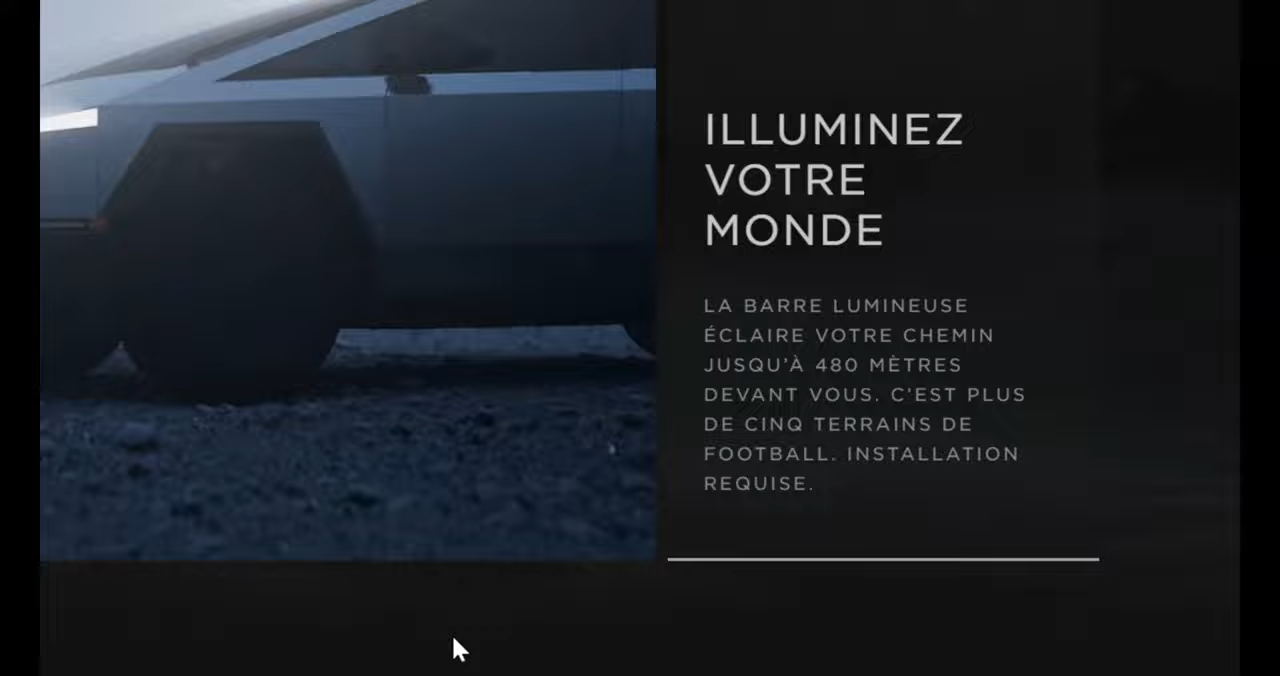 ILLUMINEZ
VOTRE
MONDE
LA BARRE LUMINEUSE
ÉCLAIRE VOTRE CHEMIN
JUSQU’À 480 MÈTRES
DEVANT VOUS. C’EST PLUS
DE CINQ TERRAINS DE
FOOTBALL. INSTALLATION
REQUISE.